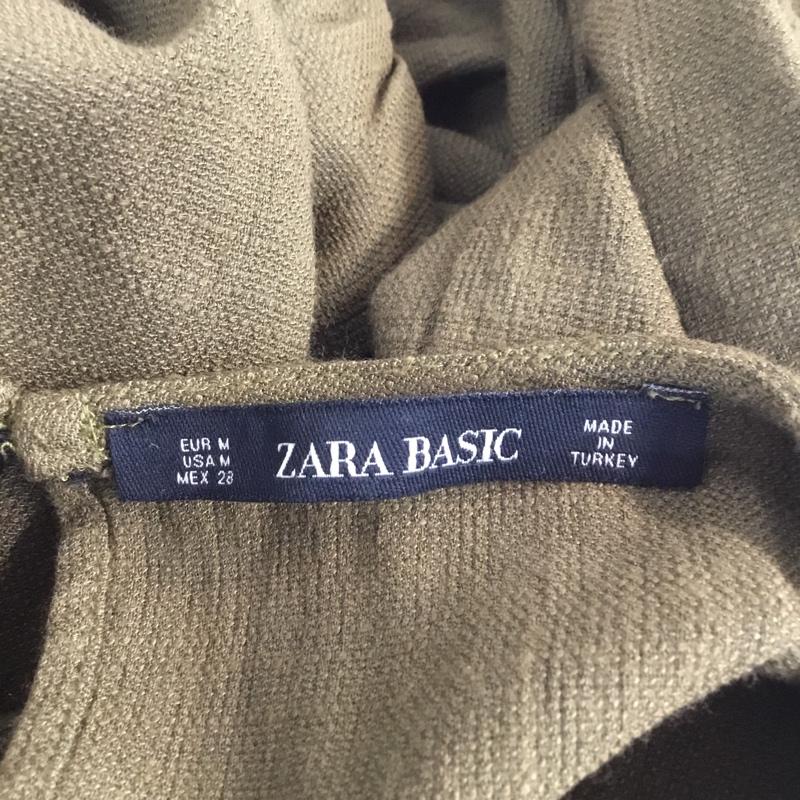 EUR M
USA M
MEX 28
ZARA BASIC
MADE
IN
TURKEY